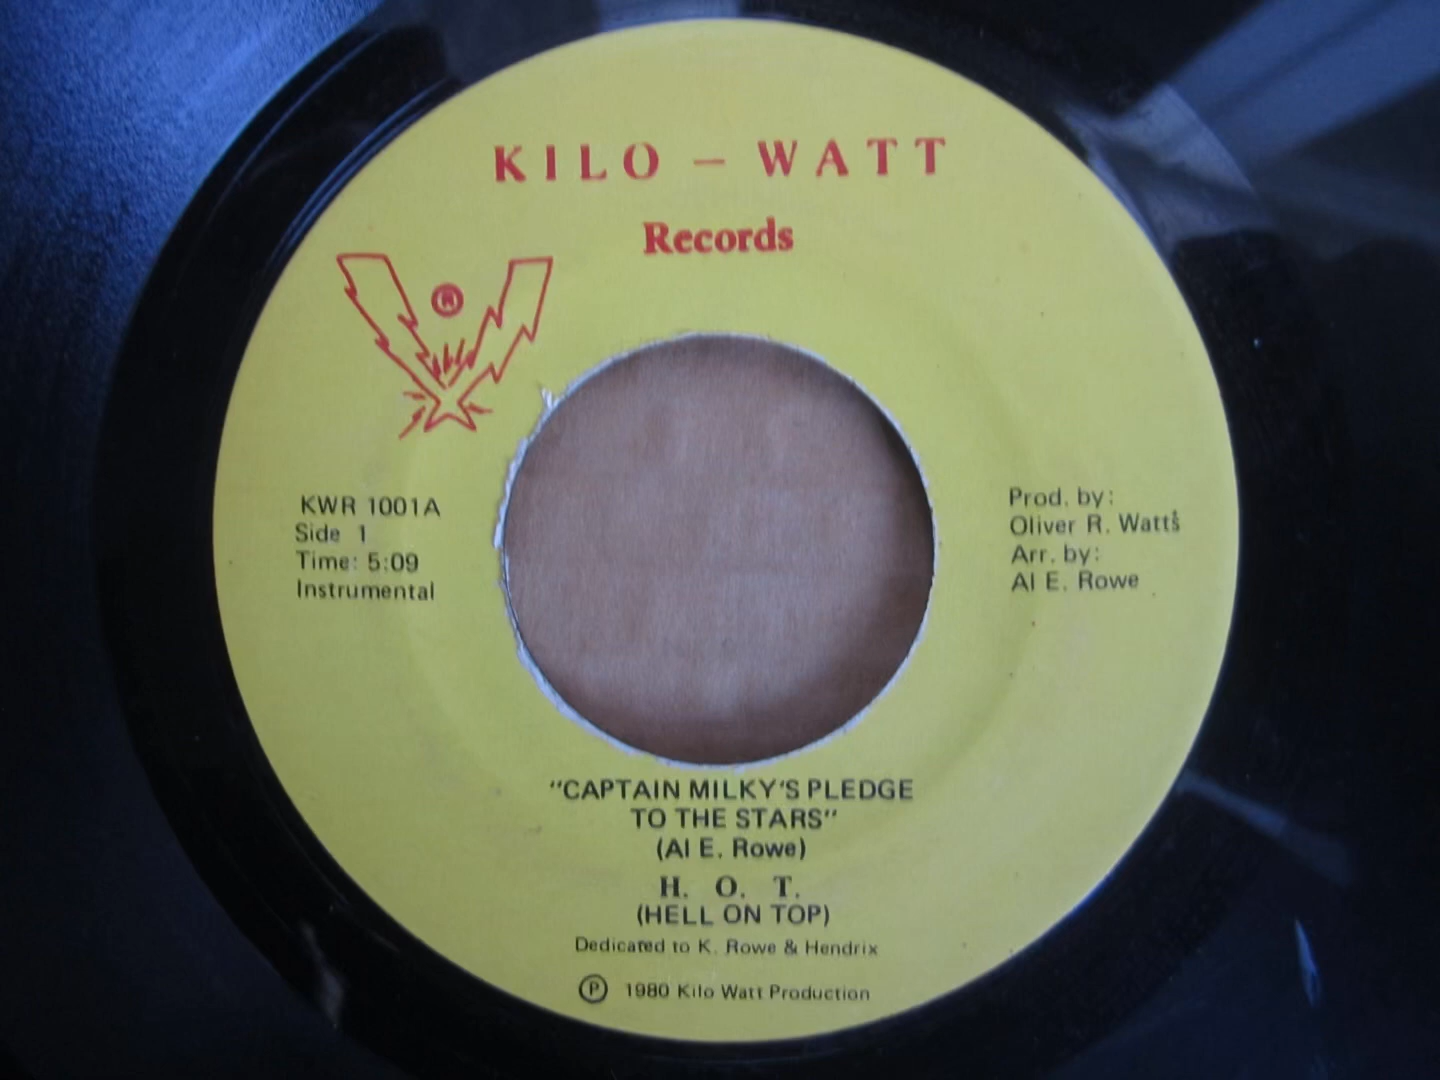 KILO - WATT
Records
®
KWR 1001A
Side 1
Time: 5:09
Instrumental
Prod. by:
Oliver R. Watts
Arr. by:
Al E. Rowe
"CAPTAIN MILKY'S PLEDGE
TO THE STARS"
(Al E. Rowe)
H. O. T.
(HELL ON TOP)
Dedicated to K. Rowe & Hendrix
℗ 1980 Kilo Watt Production